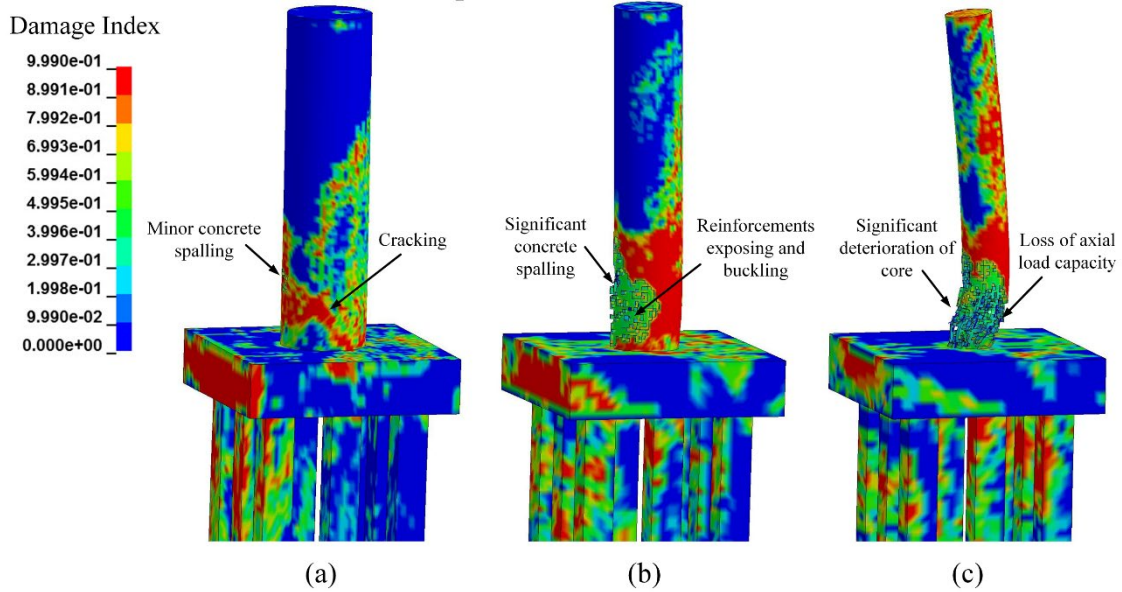 Damage Index
9.990e-01
8.991e-01
7.992e-01
6.993e-01
5.994e-01
4.995e-01
3.996e-01
2.997e-01
1.998e-01
9.990e-02
0.000e+00
Minor concrete
spalling
Cracking
Significant
concrete
spalling
Reinforcements
exposing and
buckling
Significant
deterioration of
core
Loss of axial
load capacity
(a)
(b)
(c)